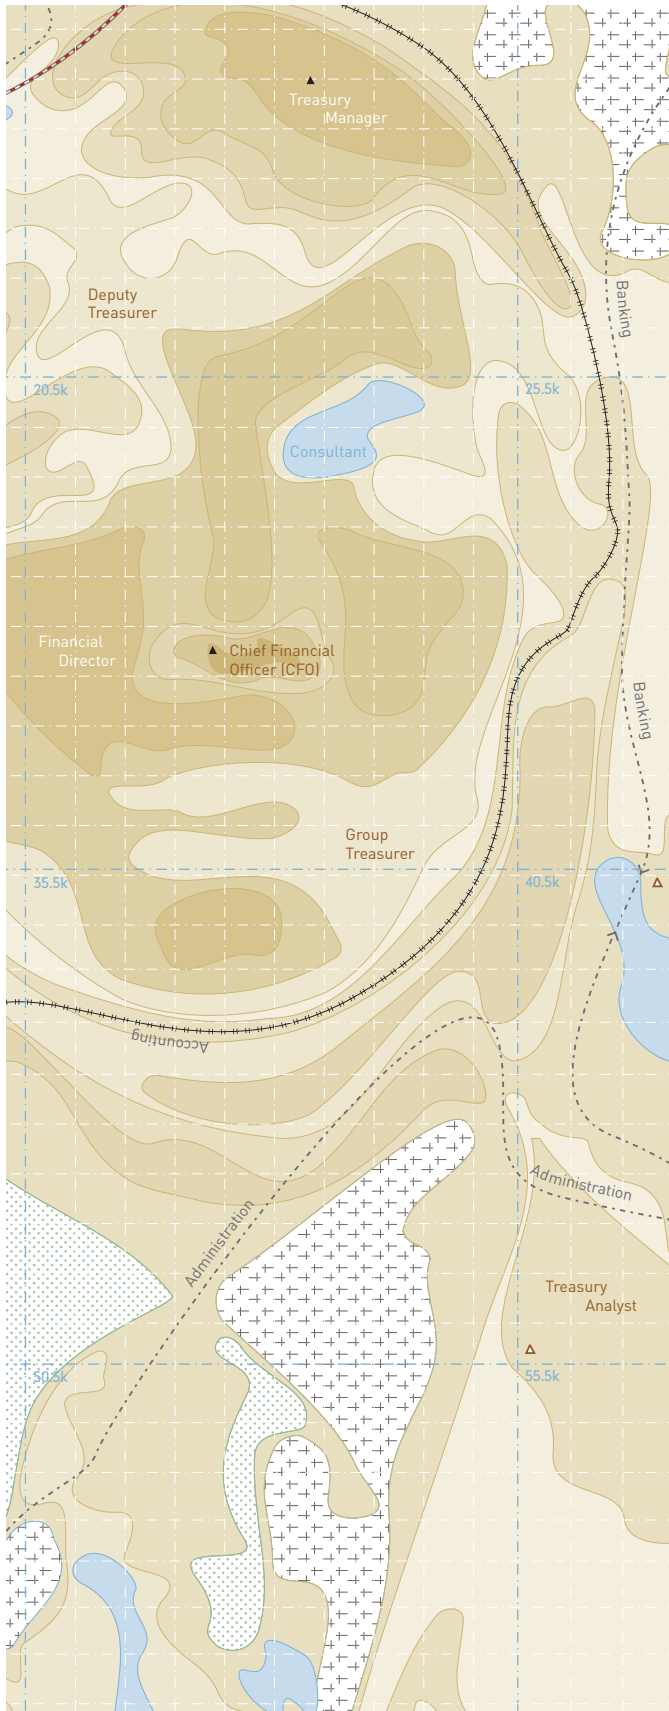 Treasury
Manager
Banking
Deputy
Treasurer
20.5k
25.5k
Consultant
Financial
Director
Chief Financial
Officer (CFO)
Banking
Group
Treasurer
35.5k
40.5k
Accounting
Administration
Administration
Treasury
Analyst
50.5k
55.5k